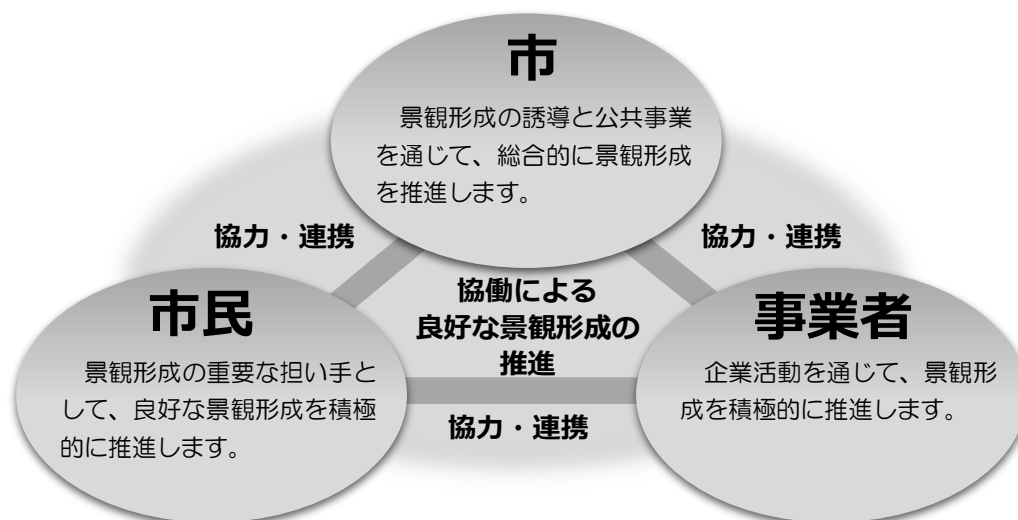 市
景観形成の誘導と公共事業
を通じて、総合的に景観形成
を推進します。
協力・連携
協力・連携
協働による
良好な景観形成の
推進
市民
景観形成の重要な担い手と
して、良好な景観形成を積極
的に推進します。
事業者
企業活動を通じて、景観形
成を積極的に推進します。
協力・連携